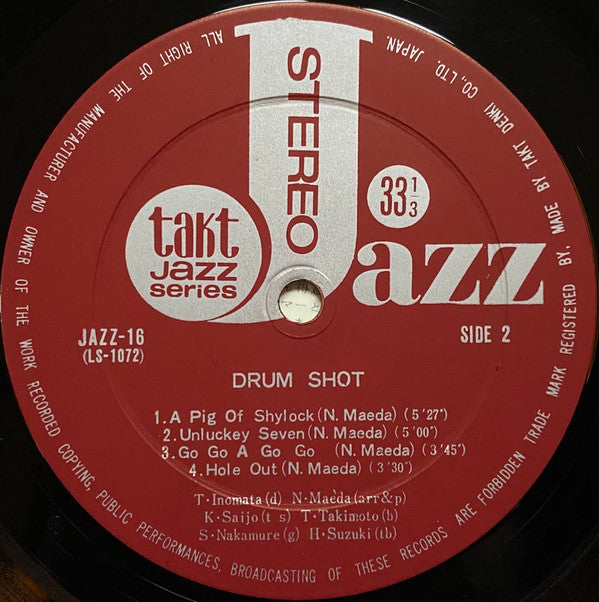 ALL RIGHT OF THE MANUFACTURER AND OWNER OF THE WORK RECORDED COPYING, PUBLIC PERFORMANCES, BROADCASTING OF THESE RECORDS ARE FORBIDDEN TRADE MARK REGISTERED BY, MADE BY TAKT DENKI CO., LTD. JAPAN.
STEREO
Jazz
33 1/3
takt
Jazz
series
JAZZ-16
(LS-1072)
SIDE 2
DRUM SHOT
1.A Pig Of Shylock (N. Maeda) (5'27")
2.Unluckey Seven (N. Maeda) (5'00")
3.Go Go A Go Go (N. Maeda) (3'45")
4.Hole Out (N. Maeda) (3'30")
T·Inomata (d) N·Maeda (arr & p)
K·Saijo (t s) T·Takimoto (b)
S·Nakamure (g) H·Suzuki (tb)